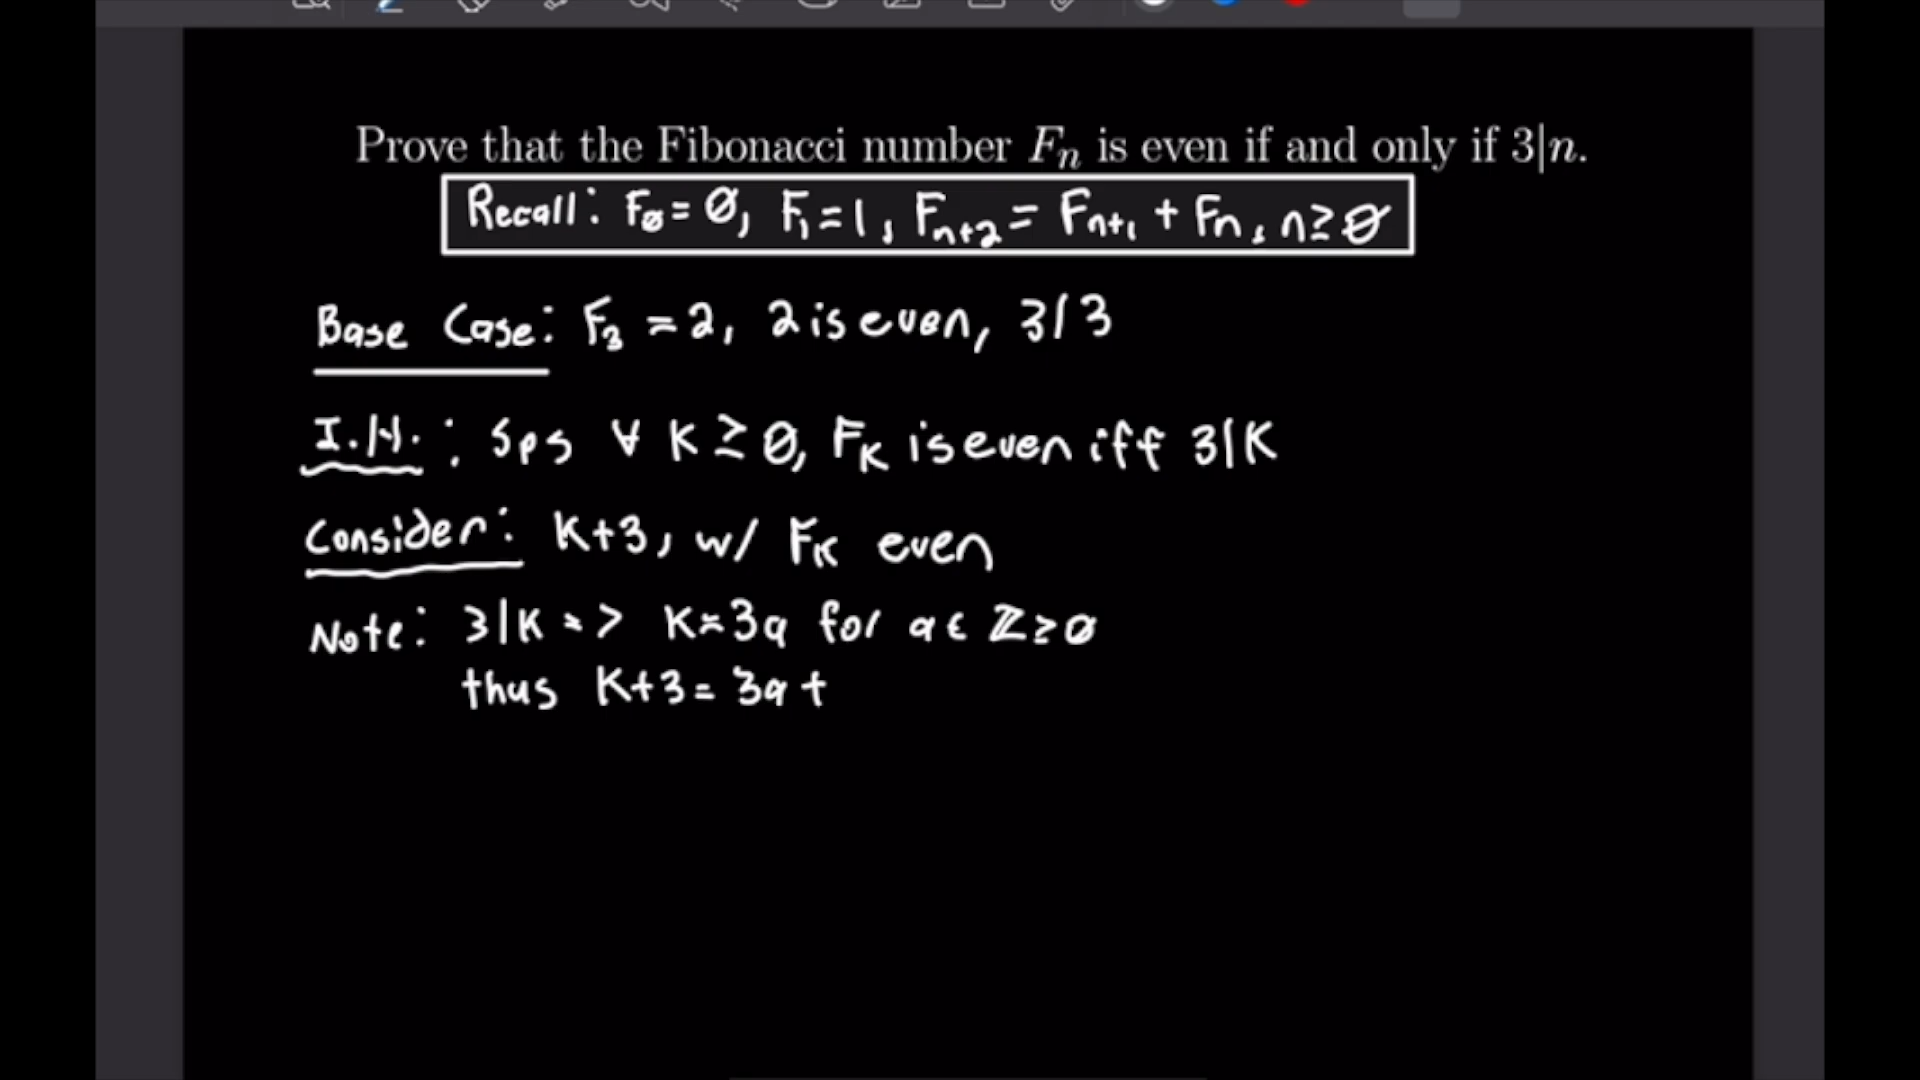 Prove that the Fibonacci number Fₙ is even if and only if 3|n.
Recall: F₀ = 0, F₁ = 1, Fₙ₊₂ = Fₙ₊₁ + Fₙ, n ≥ 0
Base Case: F₃ = 2, 2 is even, 3|3
I.H.: Sps ∀ K ≥ 0, Fₖ is even iff 3|K
Consider: K+3, w/ Fₖ even
Note: 3|K => K=3q for q ∈ ℤ≥0
thus K+3 = 3q +